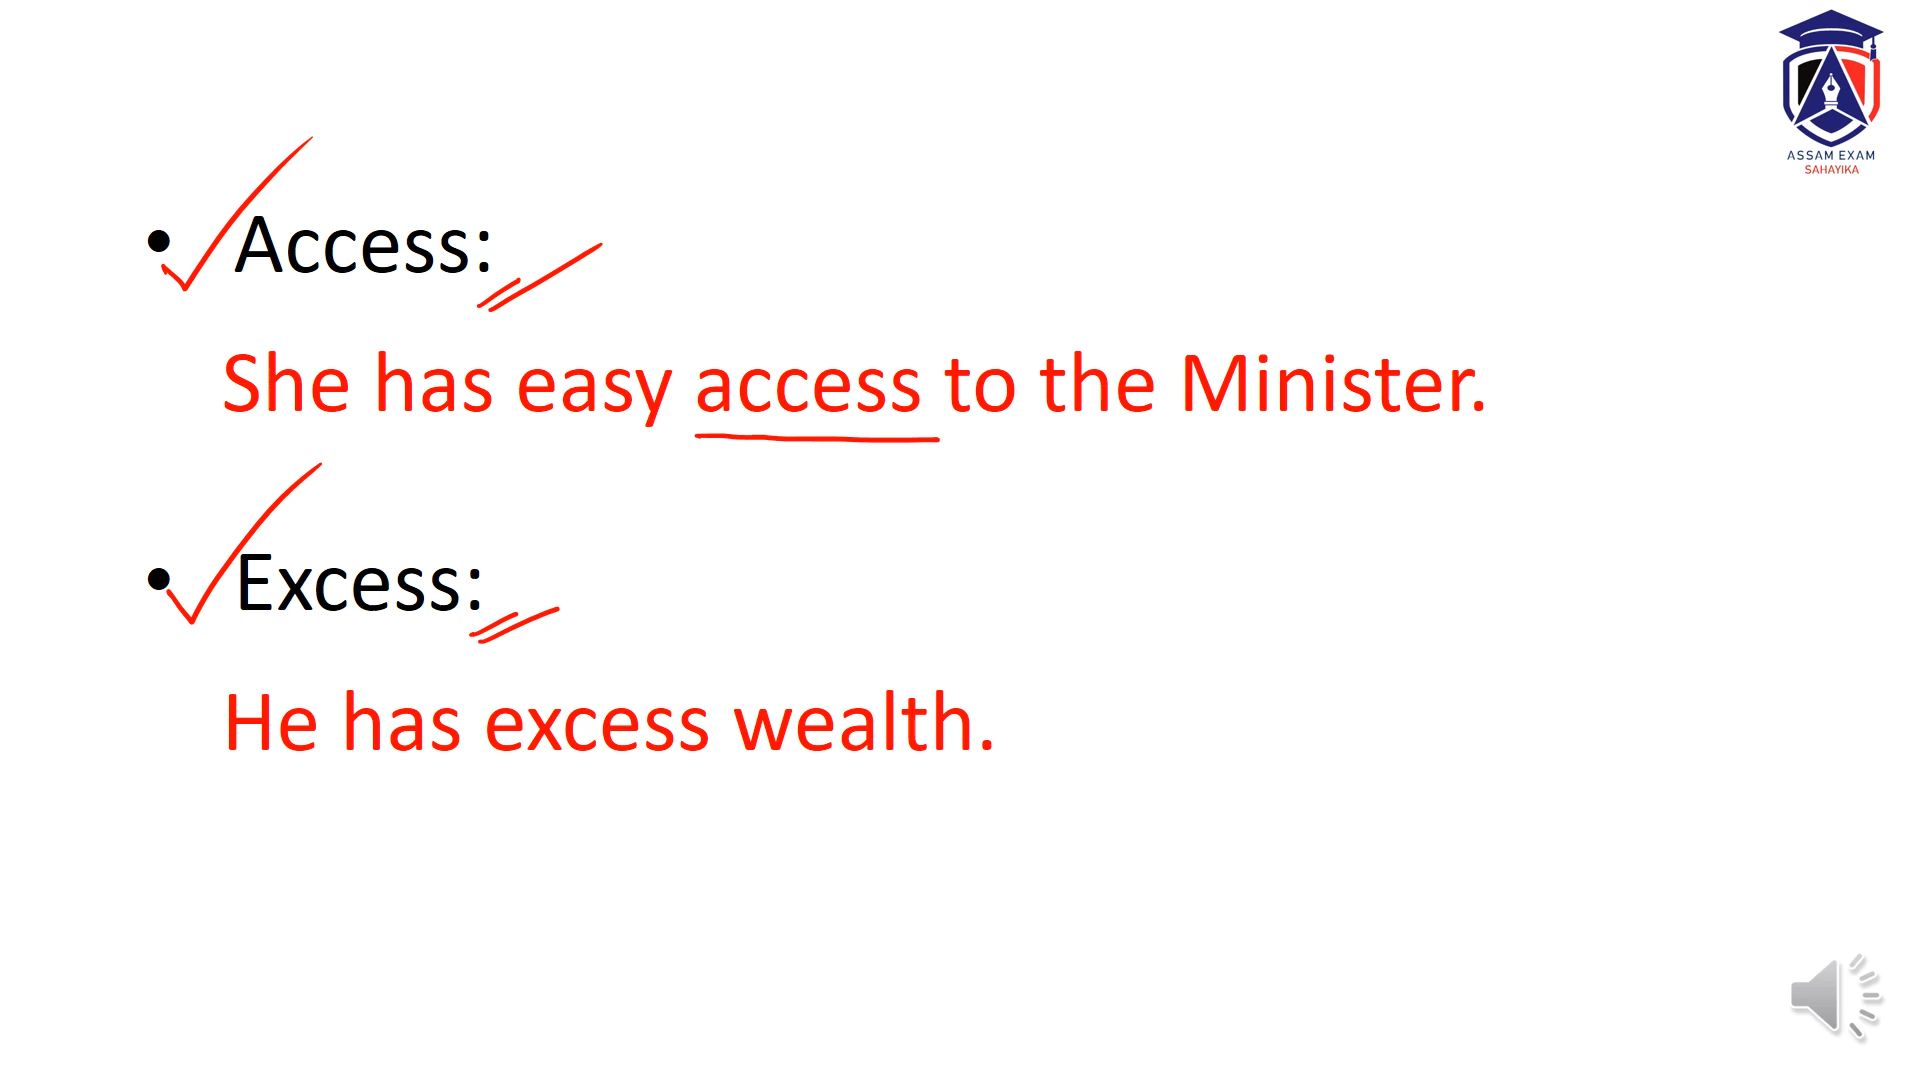 ASSAM EXAM
SAHAYIKA
• Access:
She has easy access to the Minister.
• Excess:
He has excess wealth.